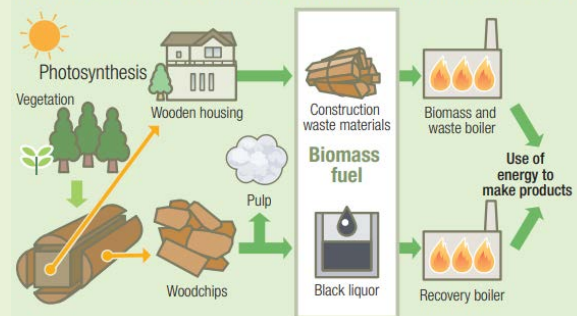 Photosynthesis
Vegetation
Wooden housing
Construction
waste materials
Biomass and
waste boiler
Biomass
fuel
Use of
energy to
make products
Pulp
Woodchips
Black liquor
Recovery boiler